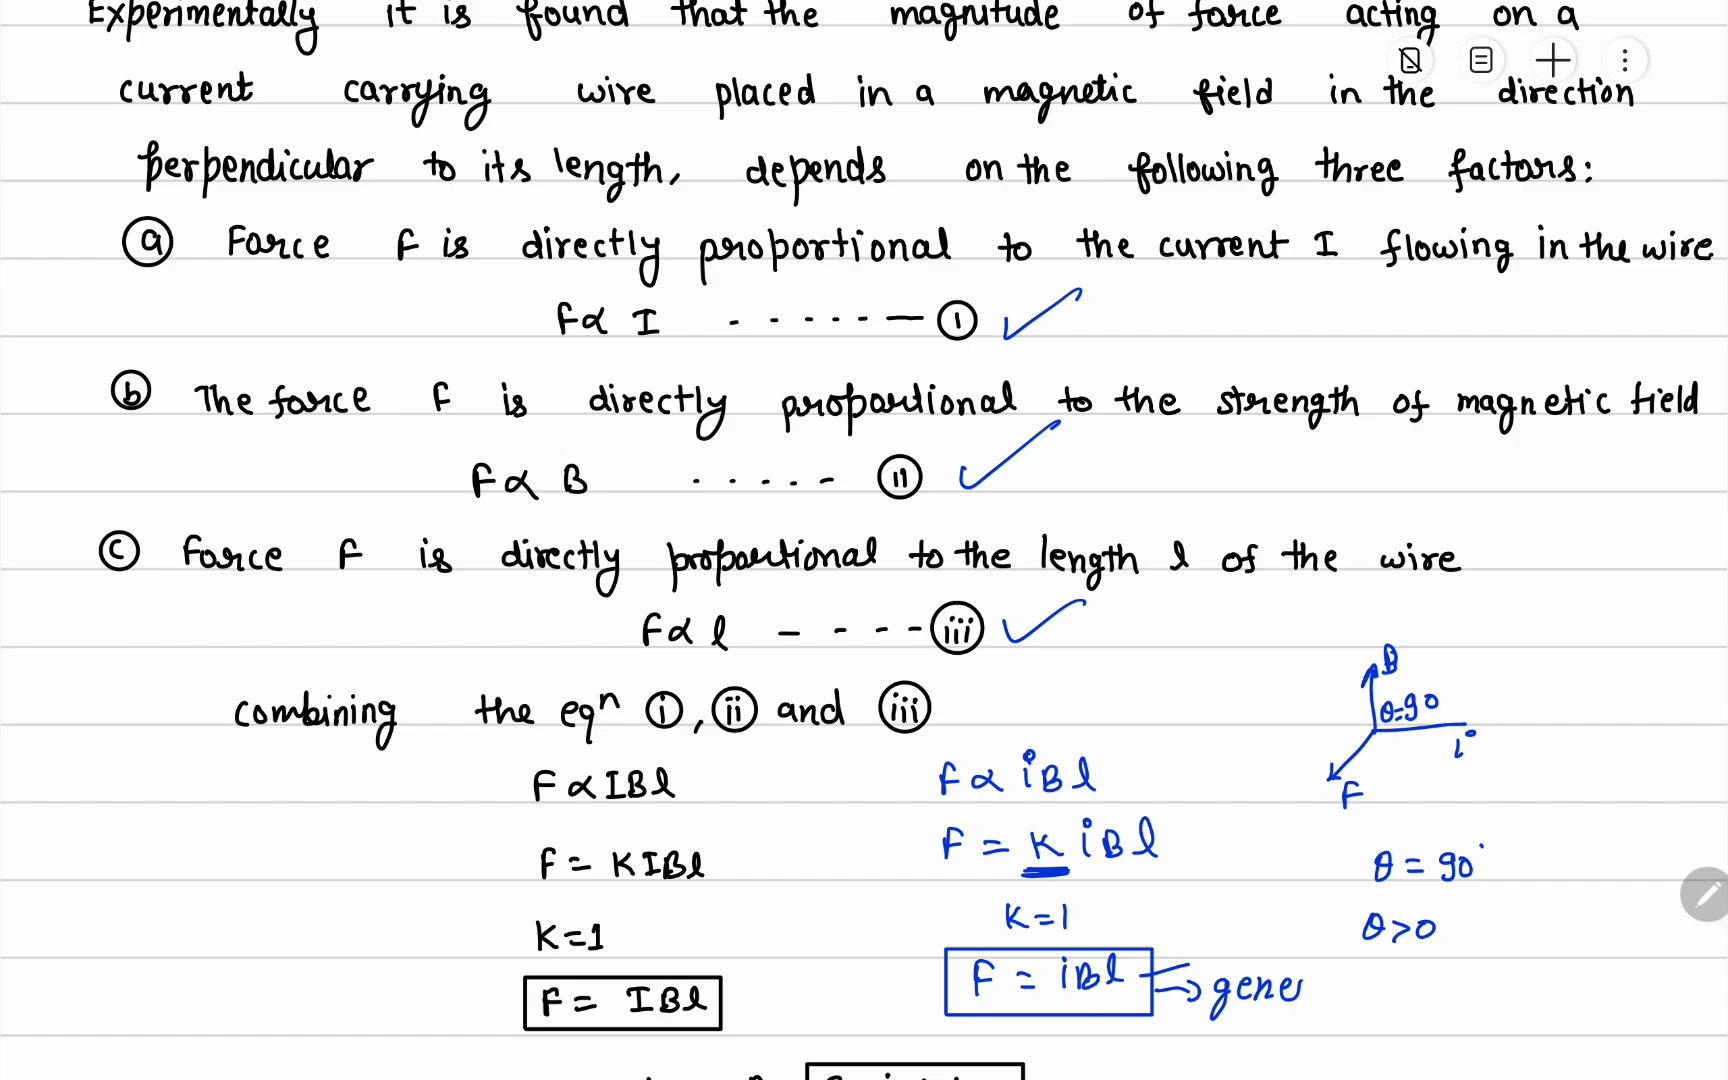 Experimentally it is found that the magnitude of force acting on a
current carrying wire placed in a magnetic field in the direction
perpendicular to its length, depends on the following three factors:
(a) Force F is directly proportional to the current I flowing in the wire
F ∝ I ------ (i)
(b) The force F is directly proportional to the strength of magnetic field
F ∝ B ..... (ii)
(c) Force F is directly proportional to the length l of the wire
F ∝ l ---- (iii)
combining the eqⁿ (i), (ii) and (iii)
F ∝ IBl
F = KIBl
K=1
F = IBl
F ∝ iBl
F = K iBl
K=1
F = iBl → gene
B
θ=90
i
F
θ = 90°
θ>0